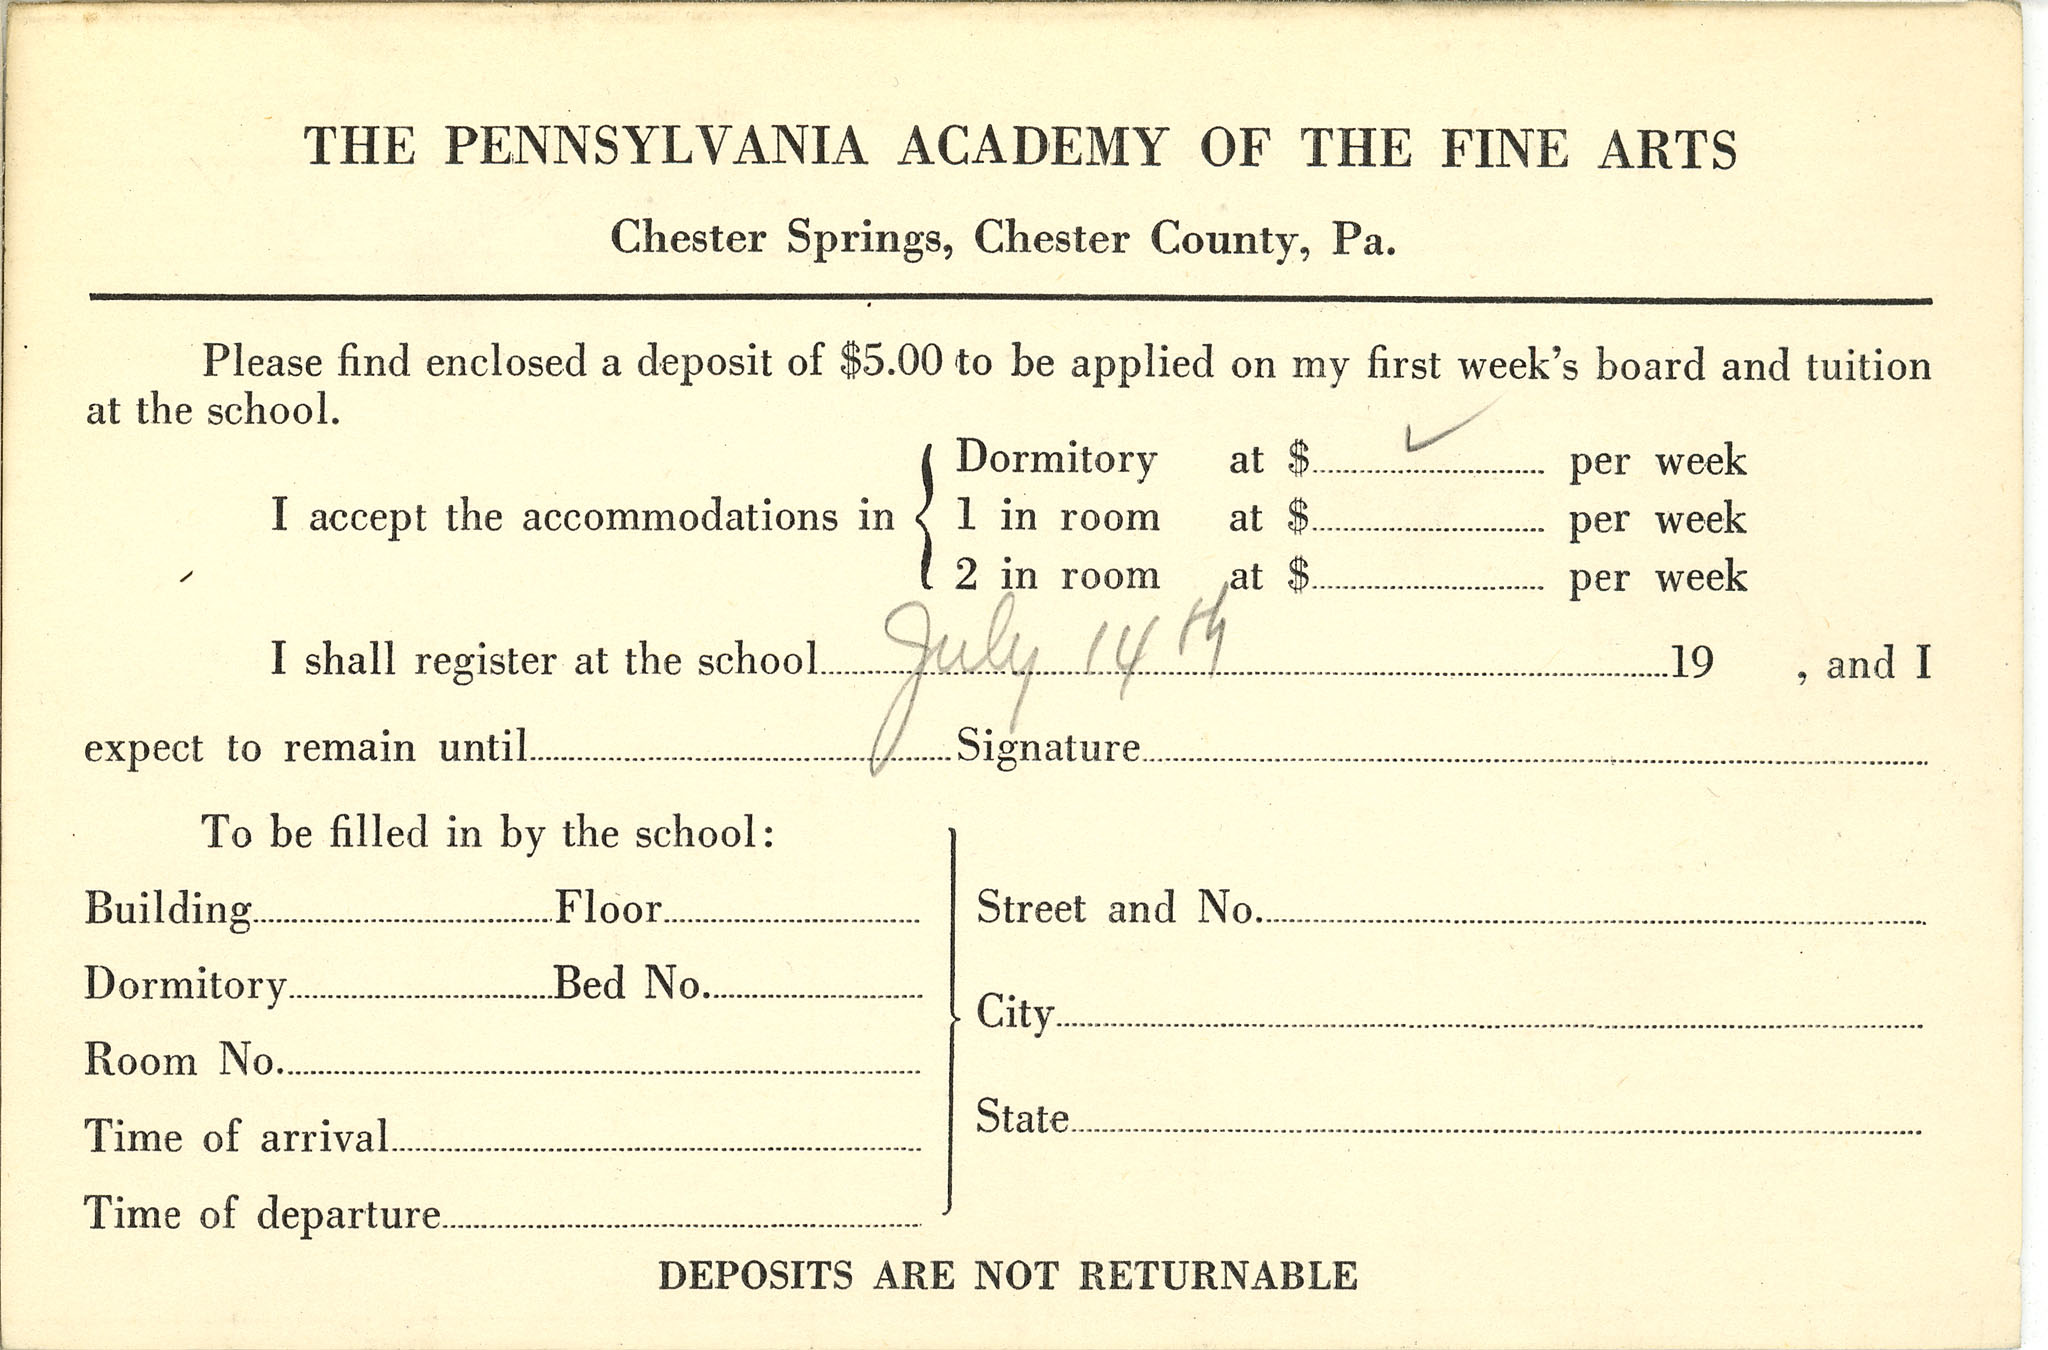 THE PENNSYLVANIA ACADEMY OF THE FINE ARTS
Chester Springs, Chester County, Pa.
Please find enclosed a deposit of $5.00 to be applied on my first week's board and tuition
at the school.
Dormitory at $ ✓ per week
I accept the accommodations in { 1 in room at $ per week
2 in room at $ per week
I shall register at the school July 14th 19 , and I
expect to remain until Signature
To be filled in by the school:
Building Floor Street and No.
Dormitory Bed No.
City
Room No.
State
Time of arrival
Time of departure
DEPOSITS ARE NOT RETURNABLE